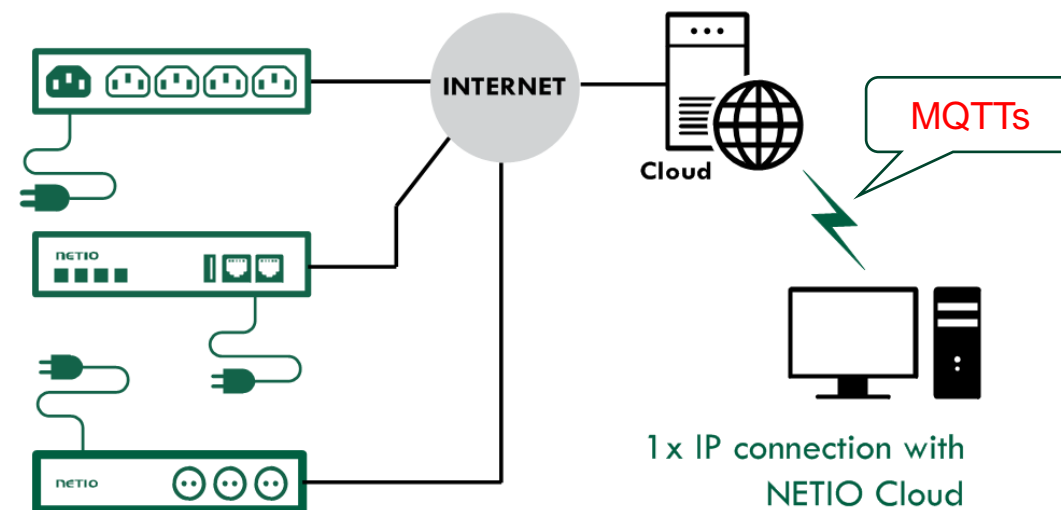 INTERNET
MQTTs
Cloud
NETIO
NETIO
1x IP connection with
NETIO Cloud